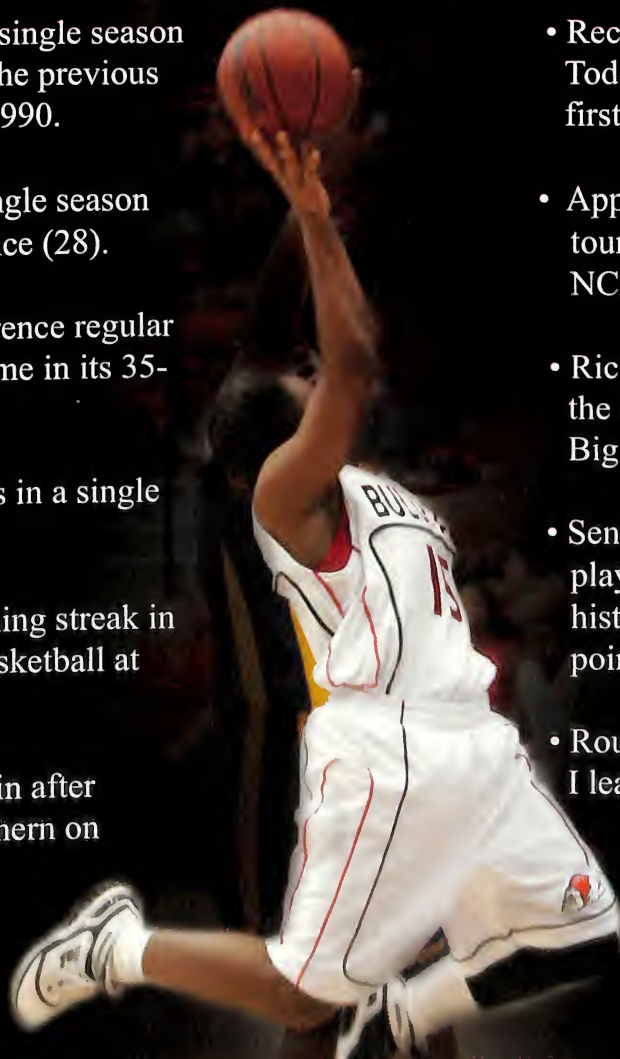 single season
he previous
990.
ngle season
ce (28).
rence regular
me in its 35-
s in a single
ing streak in
sketball at
in after
hern on
• Rec
Tod
first
• App
tour
NC
• Ric
the
Big
• Sen
play
hist
poin
• Rou
I lea
BUL
15